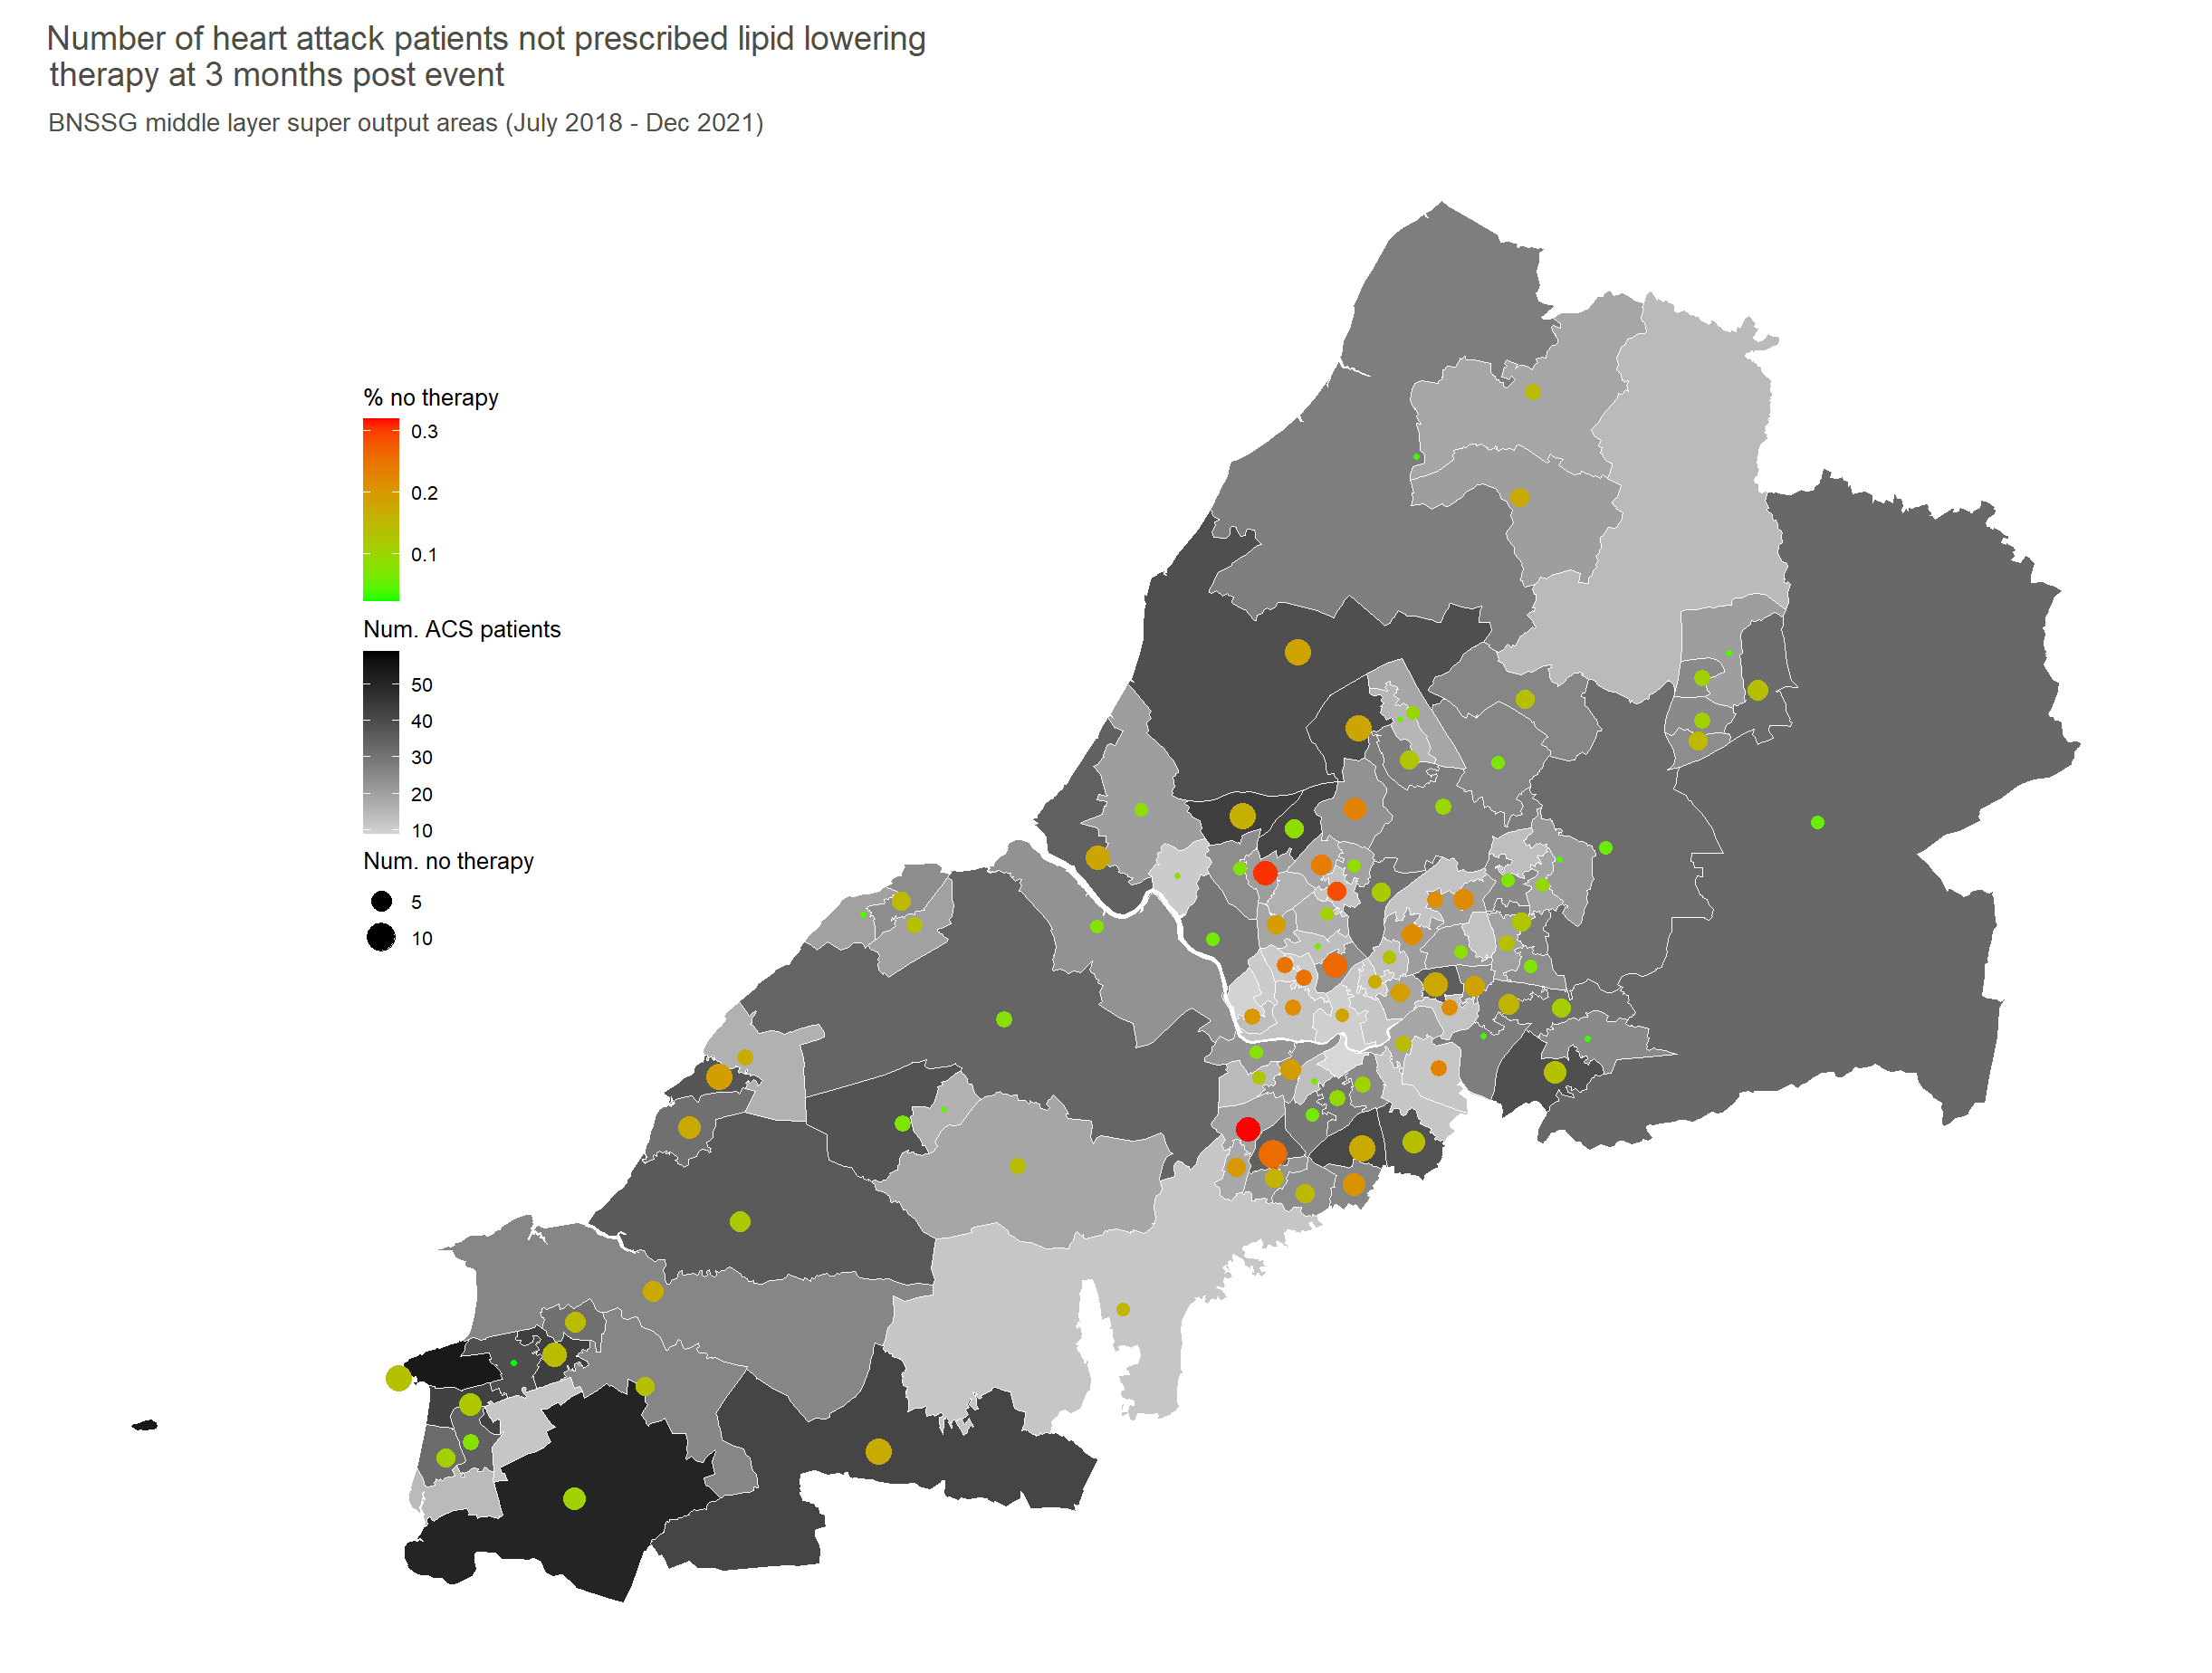 Number of heart attack patients not prescribed lipid lowering
therapy at 3 months post event
BNSSG middle layer super output areas (July 2018 - Dec 2021)
% no therapy
0.3
0.2
0.1
Num. ACS patients
50
40
30
20
10
Num. no therapy
5
10